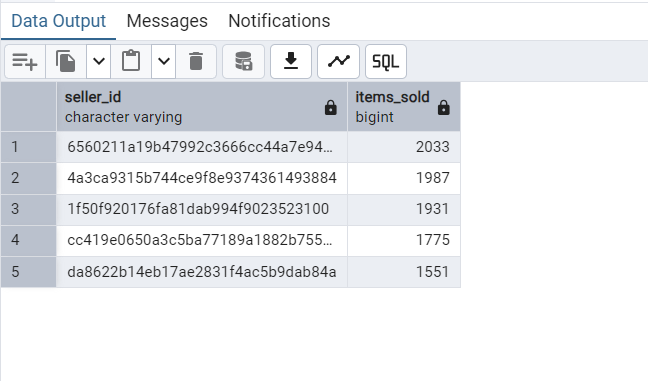 Data Output Messages Notifications
SQL
seller_id items_sold
character varying bigint
1 6560211a19b47992c3666cc44a7e94... 2033
2 4a3ca9315b744ce9f8e9374361493884 1987
3 1f50f920176fa81dab994f9023523100 1931
4 cc419e0650a3c5ba77189a1882b755... 1775
5 da8622b14eb17ae2831f4ac5b9dab84a 1551